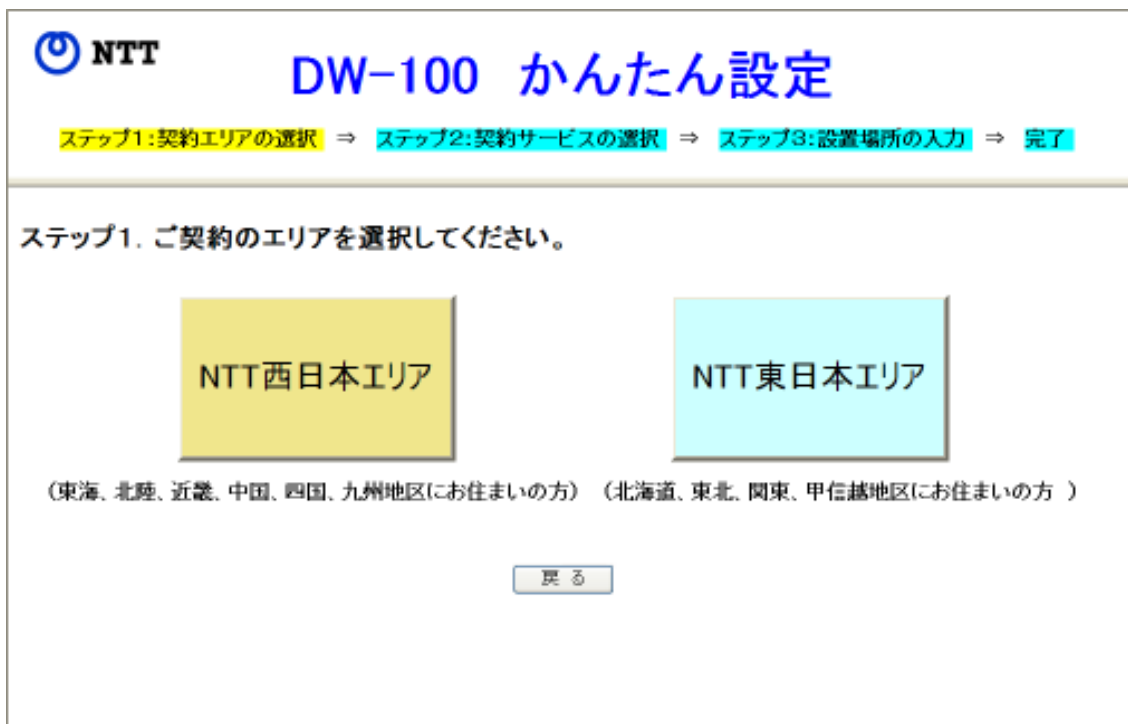 NTT
DW-100　かんたん設定
ステップ1:契約エリアの選択 ⇒ ステップ2:契約サービスの選択 ⇒ ステップ3:設置場所の入力 ⇒ 完了
ステップ1. ご契約のエリアを選択してください。
NTT西日本エリア
NTT東日本エリア
(東海、北陸、近畿、中国、四国、九州地区にお住まいの方)
(北海道、東北、関東、甲信越地区にお住まいの方 )
戻 る